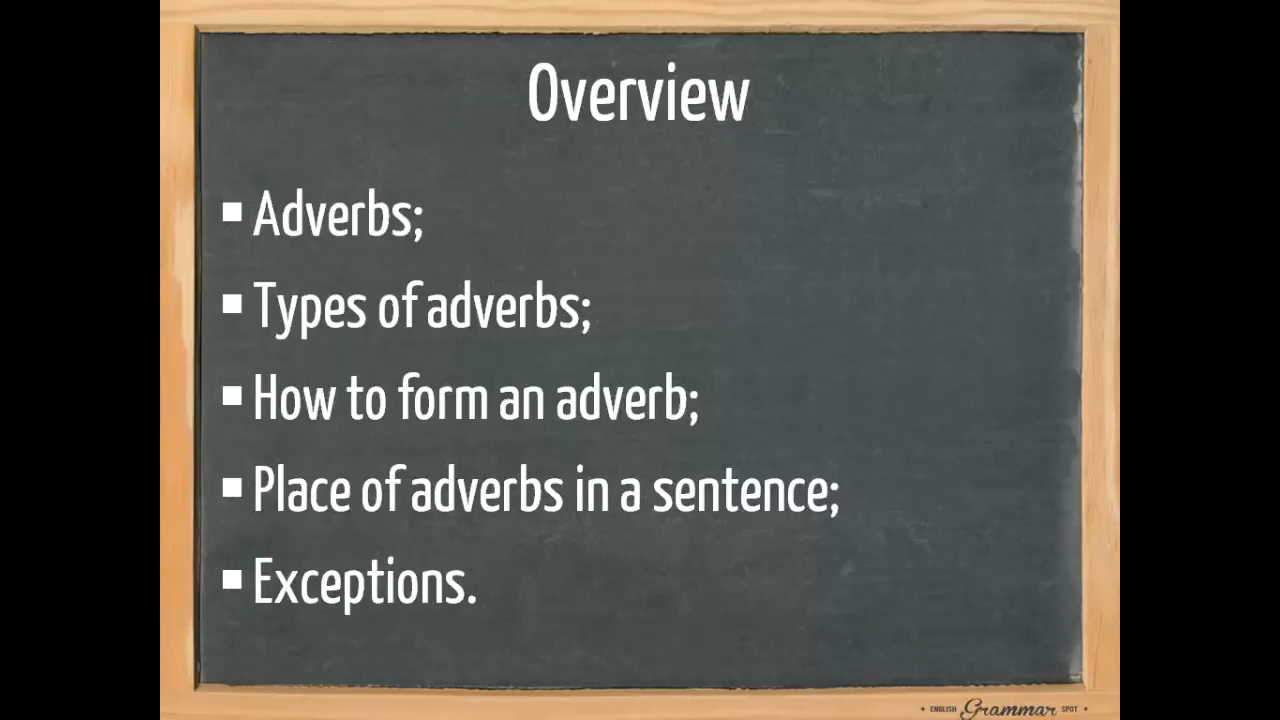 Overview
▪ Adverbs;
▪ Types of adverbs;
▪ How to form an adverb;
▪ Place of adverbs in a sentence;
▪ Exceptions.
ENGLISH Grammar SPOT